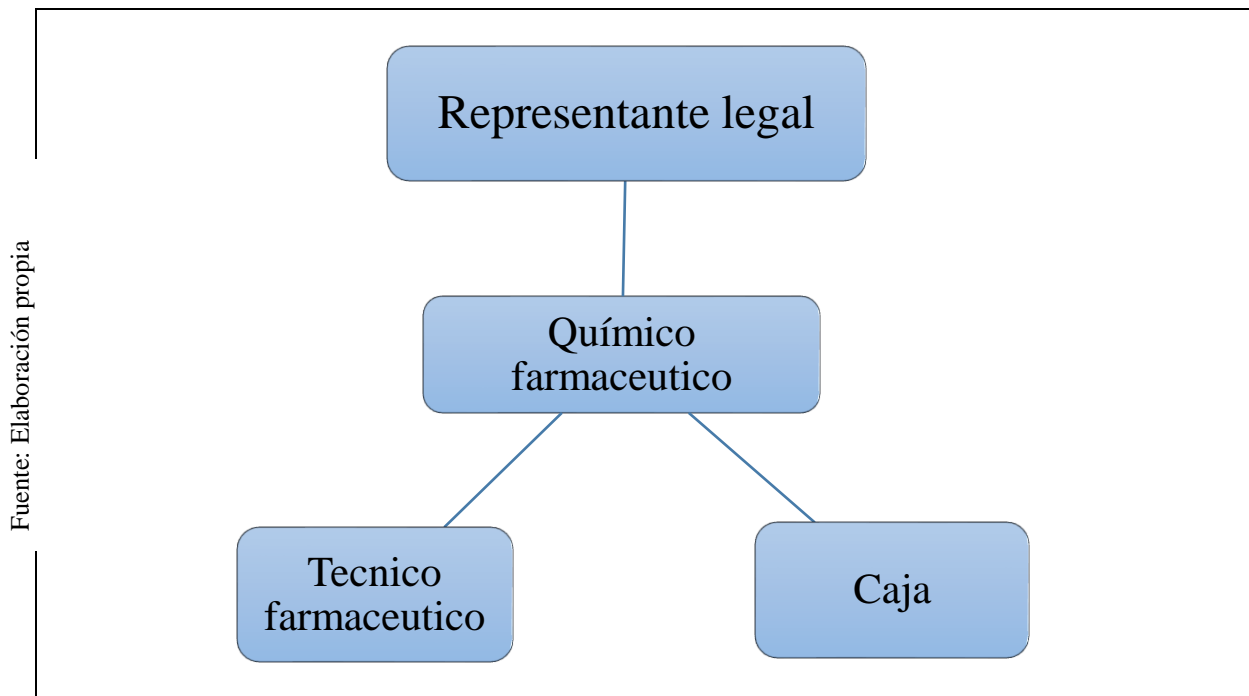 Representante legal
Químico
farmaceutico
Tecnico
farmaceutico
Caja
Fuente: Elaboración propia